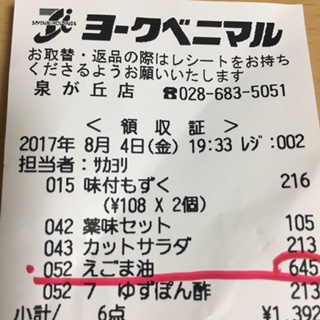 SEVEN&i HOLDINGS
ヨークベニマル
お取替・返品の際はレシートをお持ち
くださるようお願いいたします
泉が丘店 ☎028-683-5051
< 領収証 >
2017年 8月 4日(金) 19:33 レジ:002
担当者:サカヨリ
015 味付もずく 216
(¥108 X 2個)
042 薬味セット 105
043 カットサラダ 213
052 えごま油 645
052 7 ゆずぽん酢 213
小計/ 6点 ¥1,392